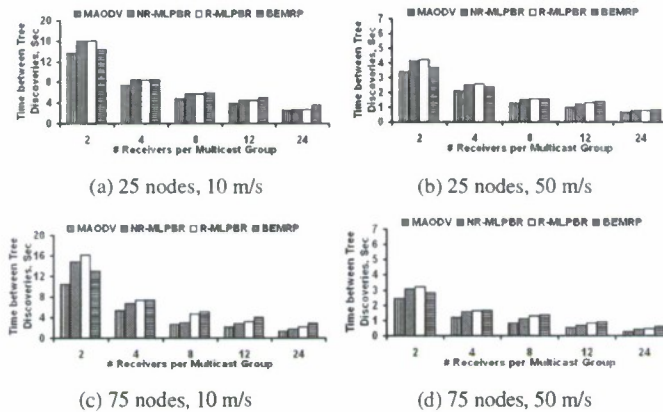 MAODV NR-MLPBR R-MLPBR BEMRP
Time between Tree
Discoveries, Sec
20
16
12
8
4
0
2 4 8 12 24
# Receivers per Multicast Group
(a) 25 nodes, 10 m/s
MAODV NR-MLPBR R-MLPBR BEMRP
Time between Tree
Discoveries, Sec
7
6
5
4
3
2
1
0
2 4 8 12 24
# Receivers per Multicast Group
(b) 25 nodes, 50 m/s
MAODV NR-MLPBR R-MLPBR BEMRP
Time between Tree
Discoveries, Sec
20
16
12
8
4
0
2 4 8 12 24
# Receivers per Multicast Group
(c) 75 nodes, 10 m/s
MAODV NR-MLPBR R-MLPBR BEMRP
Time between Tree
Discoveries, Sec
7
6
5
4
3
2
1
0
2 4 8 12 24
# Receivers per Multicast Group
(d) 75 nodes, 50 m/s